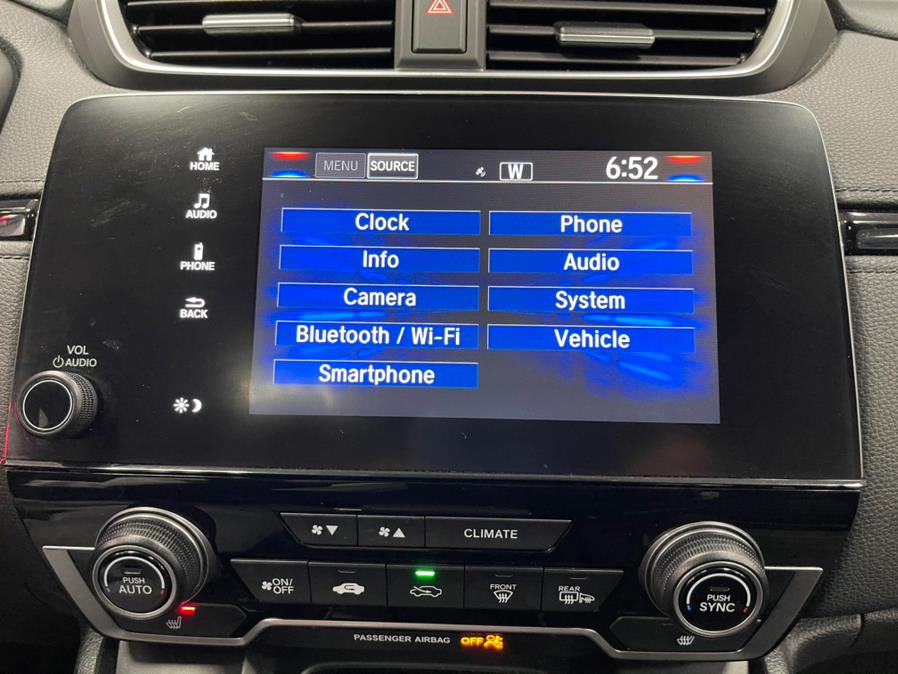 HOME
AUDIO
PHONE
BACK
VOL
AUDIO
MENU SOURCE W 6:52
Clock Phone
Info Audio
Camera System
Bluetooth / Wi-Fi Vehicle
Smartphone
CLIMATE
PUSH
AUTO
ON/
OFF
FRONT
REAR
PUSH
SYNC
PASSENGER AIRBAG OFF